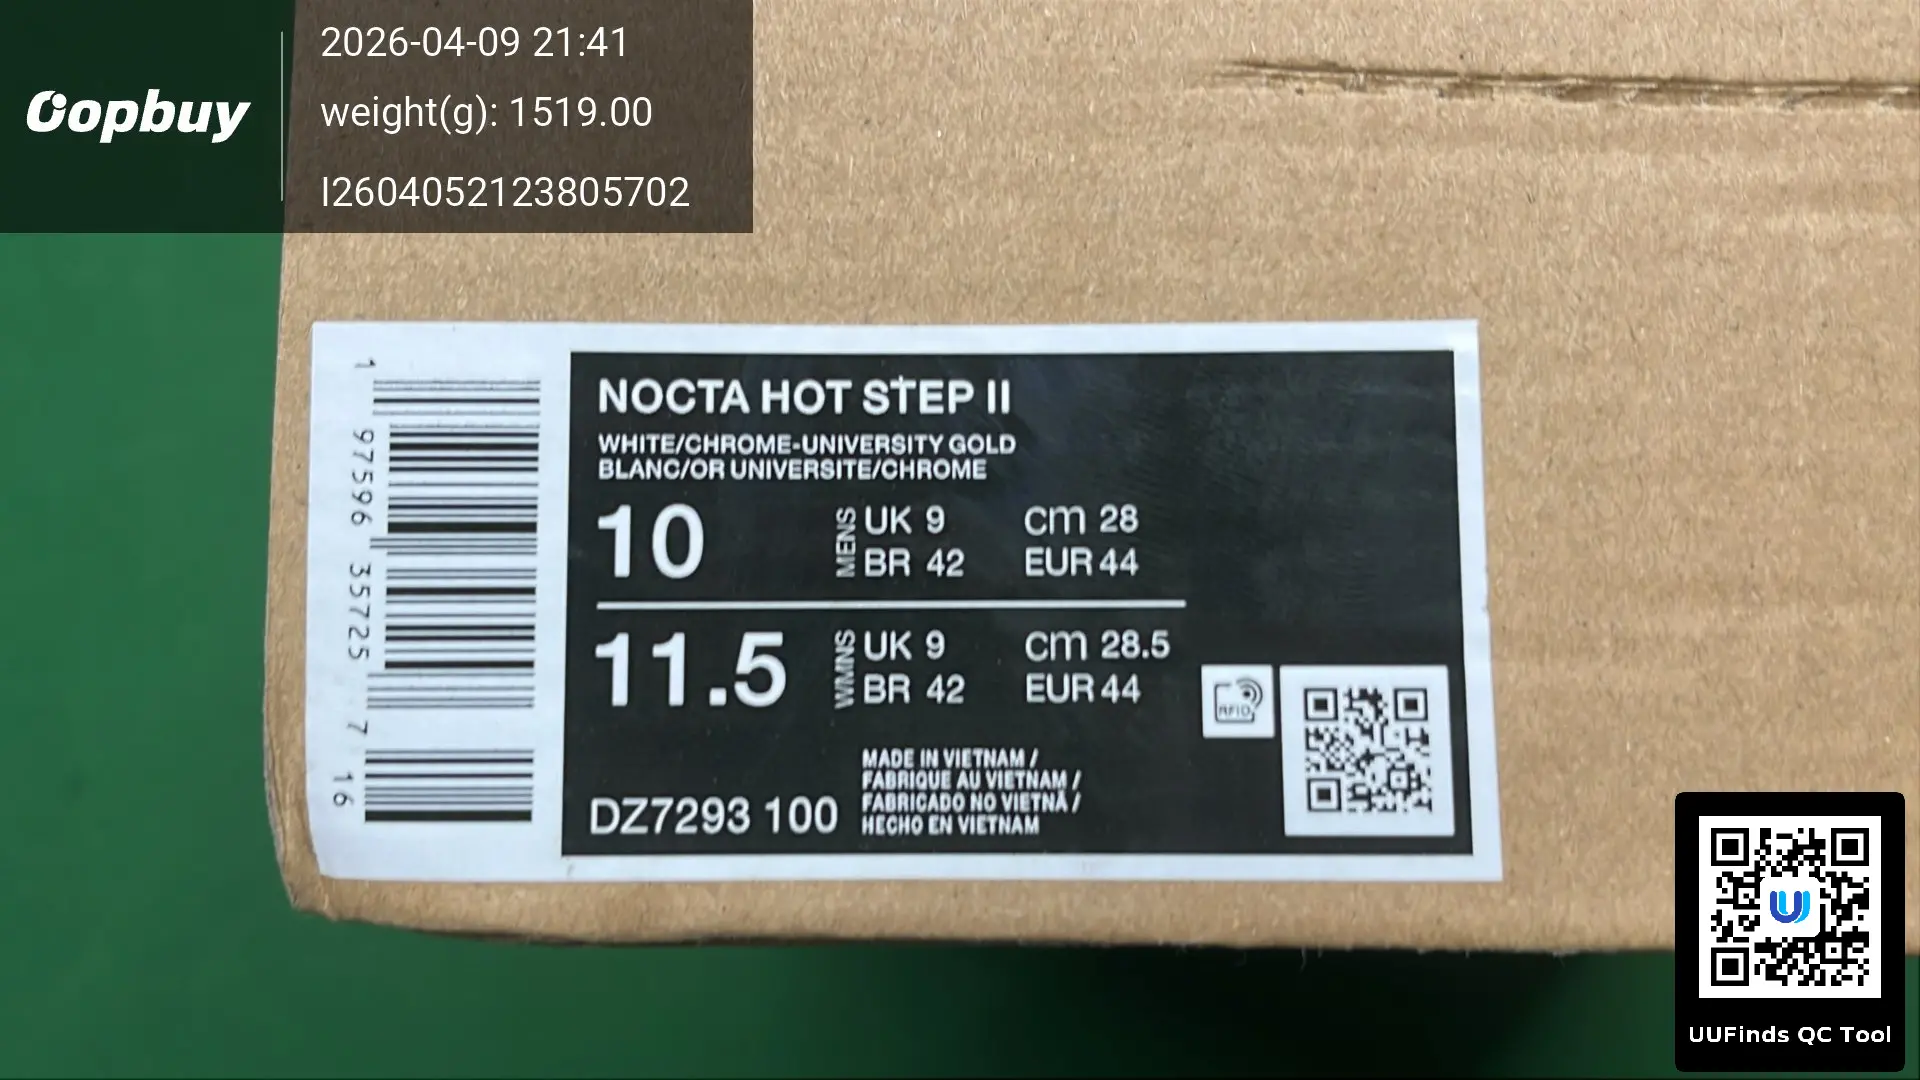 oopbuy
2026-04-09 21:41
weight(g): 1519.00
I2604052123805702
NOCTA HOT STEP II
WHITE/CHROME-UNIVERSITY GOLD
BLANC/OR UNIVERSITE/CHROME
10
MENS
UK 9
cm 28
BR 42
EUR 44
11.5
WMNS
UK 9
cm 28.5
BR 42
EUR 44
DZ7293 100
MADE IN VIETNAM /
FABRIQUE AU VIETNAM /
FABRICADO NO VIETNÃ /
HECHO EN VIETNAM
RFID
1 97596 35725 7 16
UUFinds QC Tool